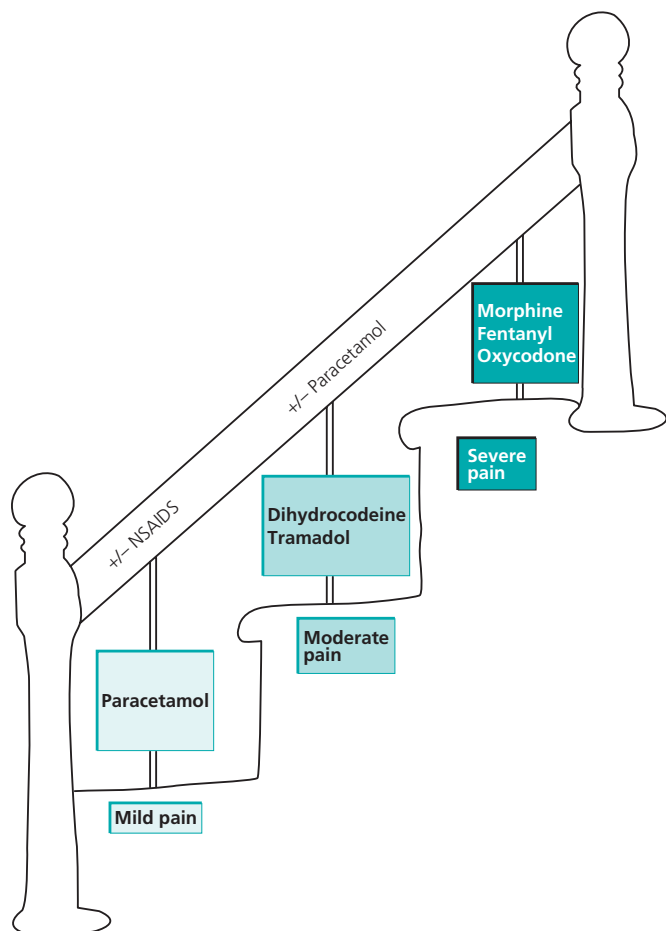 Morphine
Fentanyl
Oxycodone
+/– Paracetamol
Severe
pain
Dihydrocodeine
Tramadol
+/– NSAIDS
Moderate
pain
Paracetamol
Mild pain